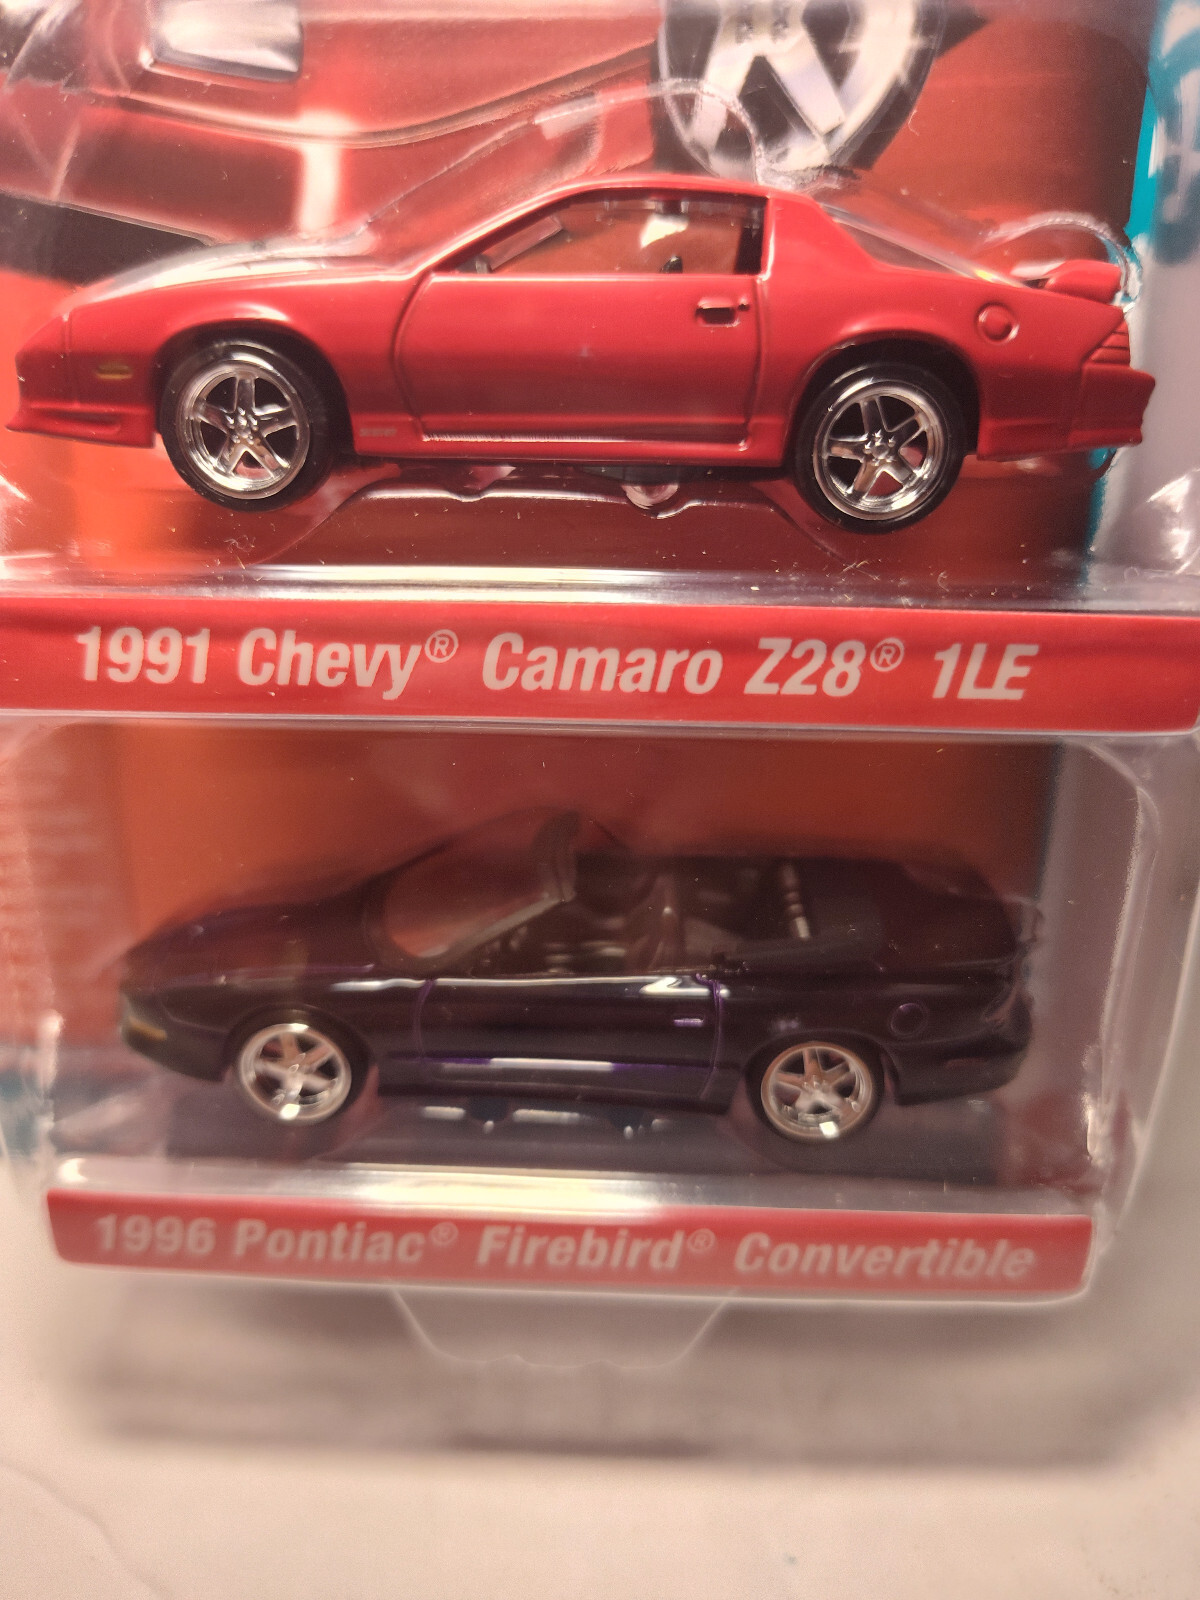 1991 Chevy® Camaro Z28® 1LE
1996 Pontiac® Firebird® Convertible